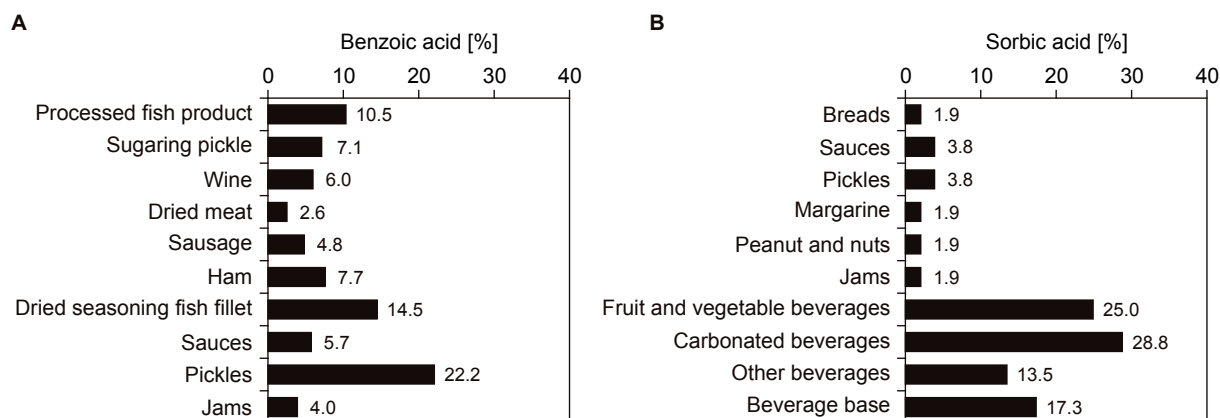 A
Benzoic acid [%]
0 10 20 30 40
Processed fish product 10.5
Sugaring pickle 7.1
Wine 6.0
Dried meat 2.6
Sausage 4.8
Ham 7.7
Dried seasoning fish fillet 14.5
Sauces 5.7
Pickles 22.2
Jams 4.0
B
Sorbic acid [%]
0 10 20 30 40
Breads 1.9
Sauces 3.8
Pickles 3.8
Margarine 1.9
Peanut and nuts 1.9
Jams 1.9
Fruit and vegetable beverages 25.0
Carbonated beverages 28.8
Other beverages 13.5
Beverage base 17.3